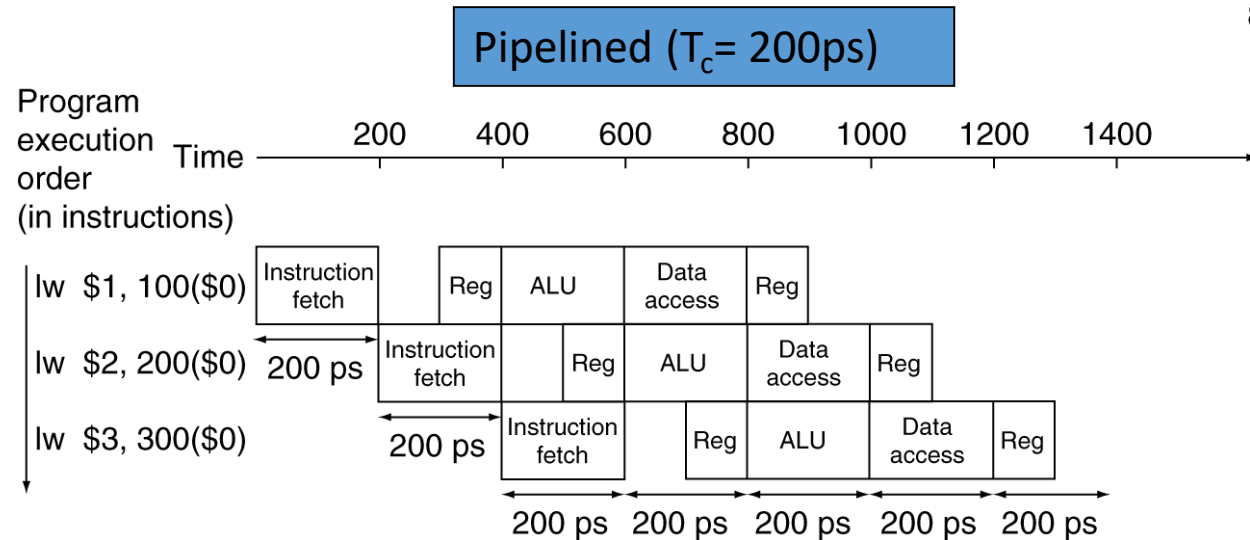 Pipelined (Tc= 200ps)
Program
execution
order
(in instructions)
Time
200 400 600 800 1000 1200 1400
lw $1, 100($0)
Instruction
fetch
Reg
ALU
Data
access
Reg
200 ps
lw $2, 200($0)
Instruction
fetch
Reg
ALU
Data
access
Reg
200 ps
lw $3, 300($0)
Instruction
fetch
Reg
ALU
Data
access
Reg
200 ps 200 ps 200 ps 200 ps 200 ps